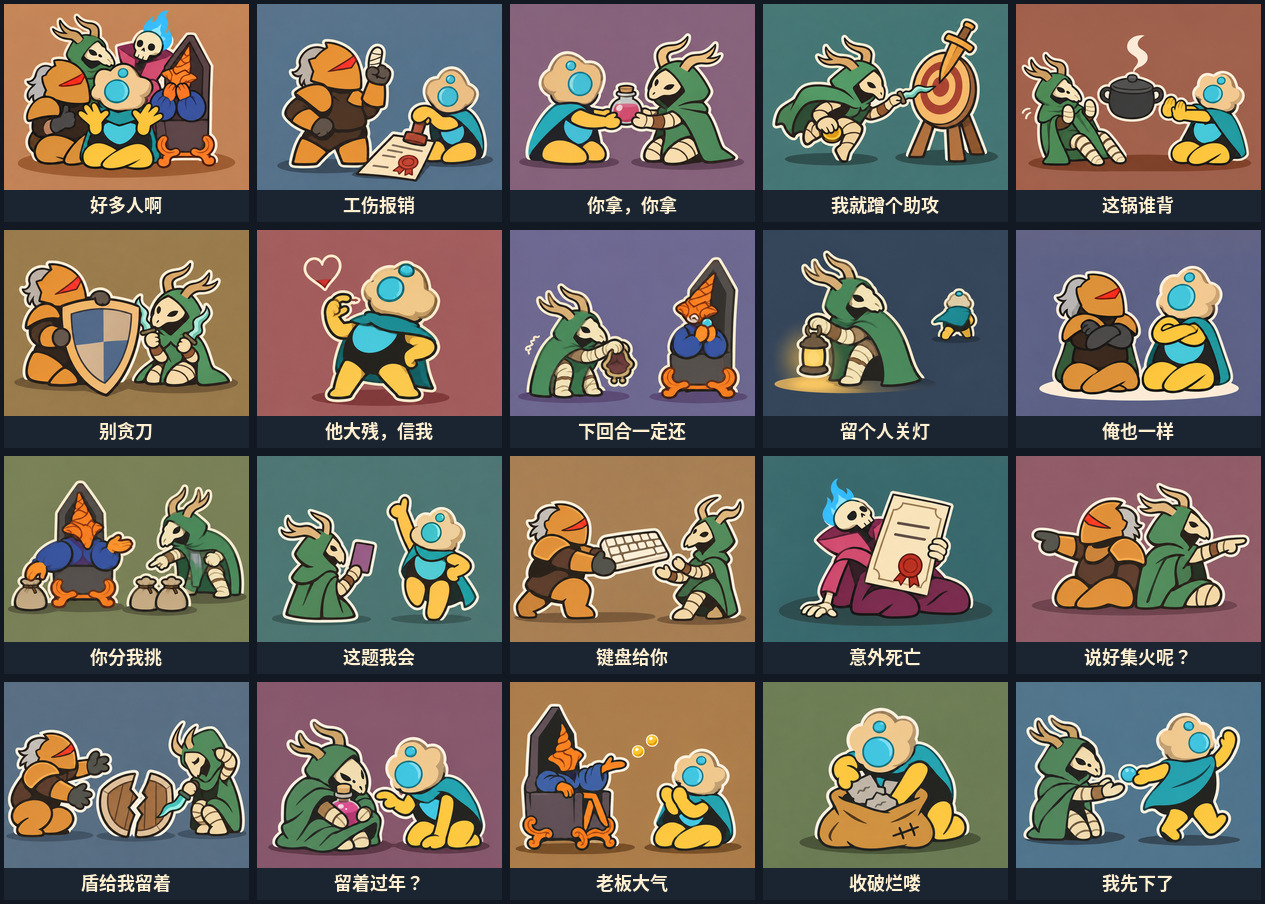 好多人啊
工伤报销
你拿，你拿
我就蹭个助攻
这锅谁背
别贪刀
他大残，信我
下回合一定还
留个人关灯
俺也一样
你分我挑
这题我会
键盘给你
意外死亡
说好集火呢？
盾给我留着
留着过年？
老板大气
收破烂喽
我先下了